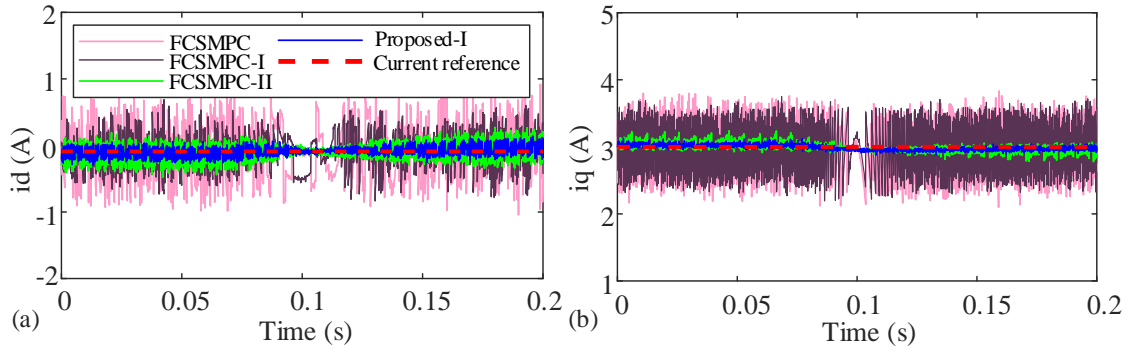 2
FCSMPC
Proposed-I
FCSMPC-I
Current reference
FCSMPC-II
1
0
-1
-2
id (A)
0
0.05
0.1
0.15
0.2
Time (s)
(a)
5
4
3
2
1
iq (A)
0
0.05
0.1
0.15
0.2
Time (s)
(b)